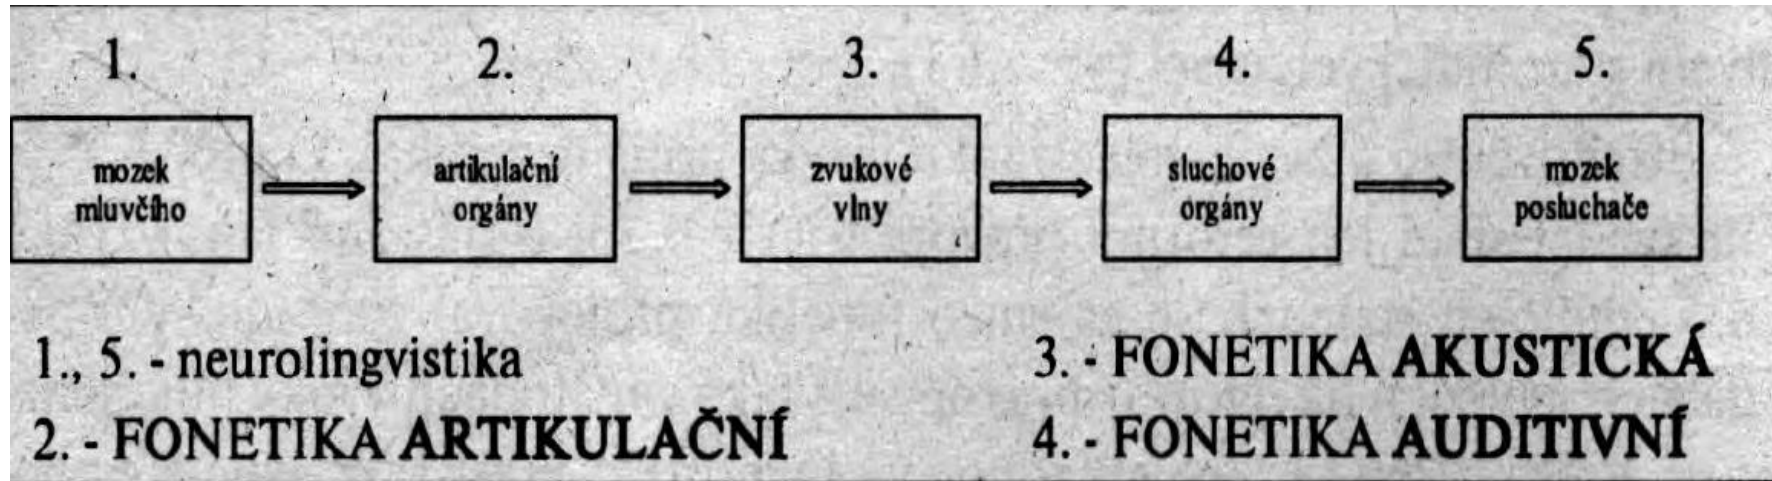 1. 2. 3. 4. 5.
mozek artikulační zvukové sluchové mozek
mluvčího orgány vlny orgány posluchače
1., 5. - neurolingvistika 3. - FONETIKA AKUSTICKÁ
2. - FONETIKA ARTIKULAČNÍ 4. - FONETIKA AUDITIVNÍ